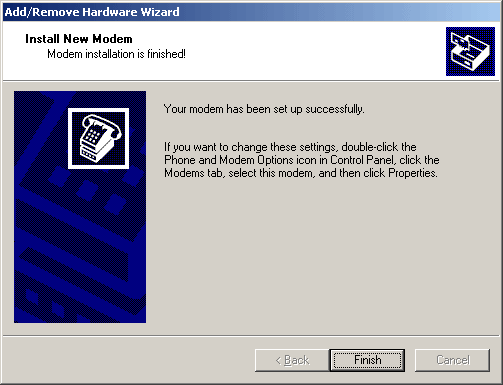 Add/Remove Hardware Wizard
Install New Modem
Modem installation is finished!
Your modem has been set up successfully.
If you want to change these settings, double-click the
Phone and Modem Options icon in Control Panel, click the
Modems tab, select this modem, and then click Properties.
< Back
Finish
Cancel